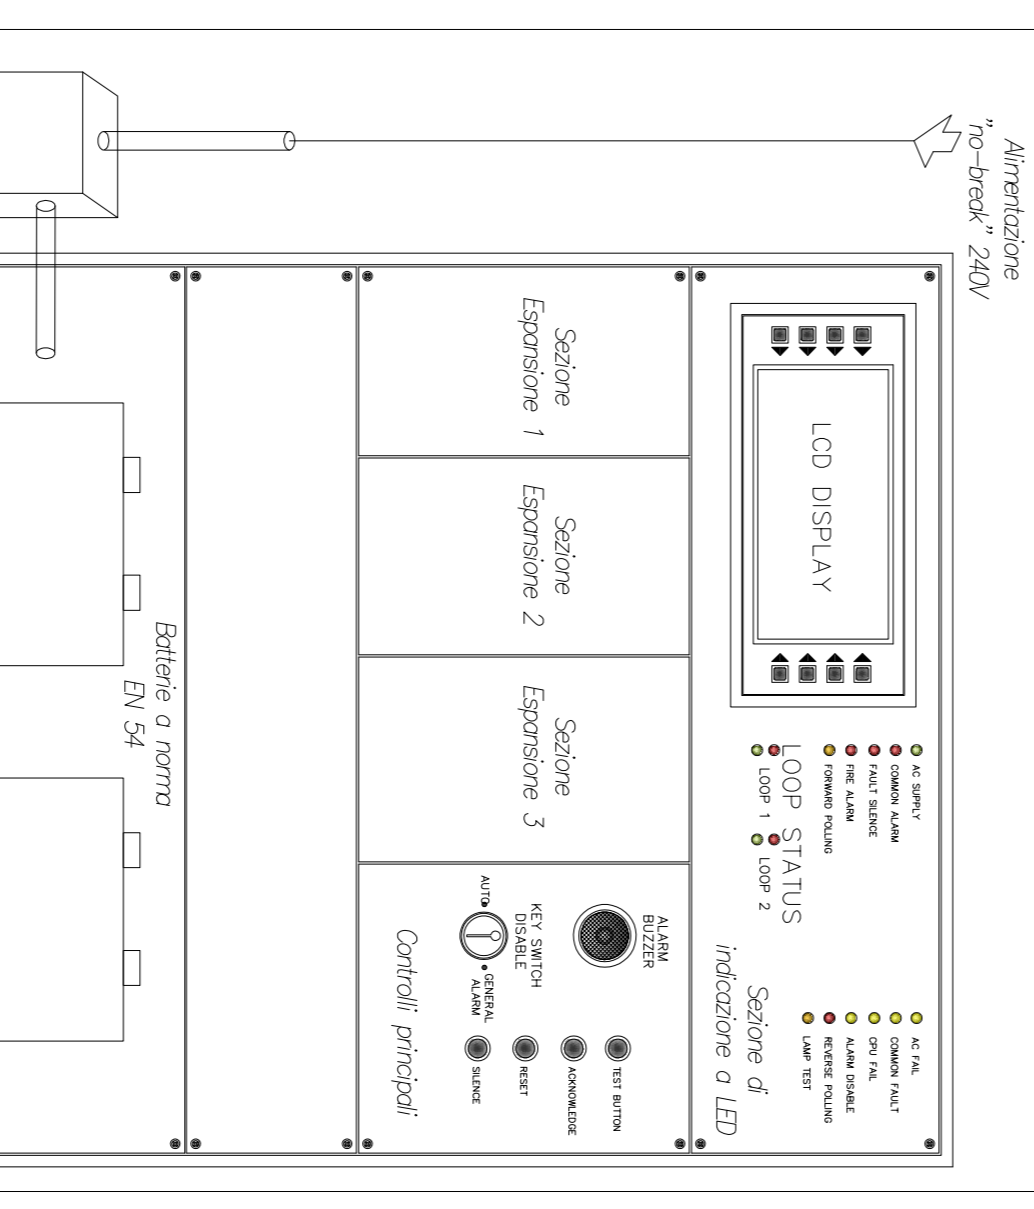 Alimentazione
"no-break" 240V
LCD DISPLAY
AC SUPPLY
COMMON ALARM
FAULT SILENCE
FIRE ALARM
FORWARD POLLING
LOOP STATUS
LOOP 1
LOOP 2
AC FAIL
COMMON FAULT
CPU FAIL
ALARM DISABLE
REVERSE POLLING
LAMP TEST
Sezione di
indicazione a LED
Sezione
Espansione 1
Sezione
Espansione 2
Sezione
Espansione 3
ALARM
BUZZER
KEY SWITCH
DISABLE
AUTO
GENERAL
ALARM
TEST BUTTON
ACKNOWLEDGE
RESET
SILENCE
Controlli principali
Batterie a norma
EN 54